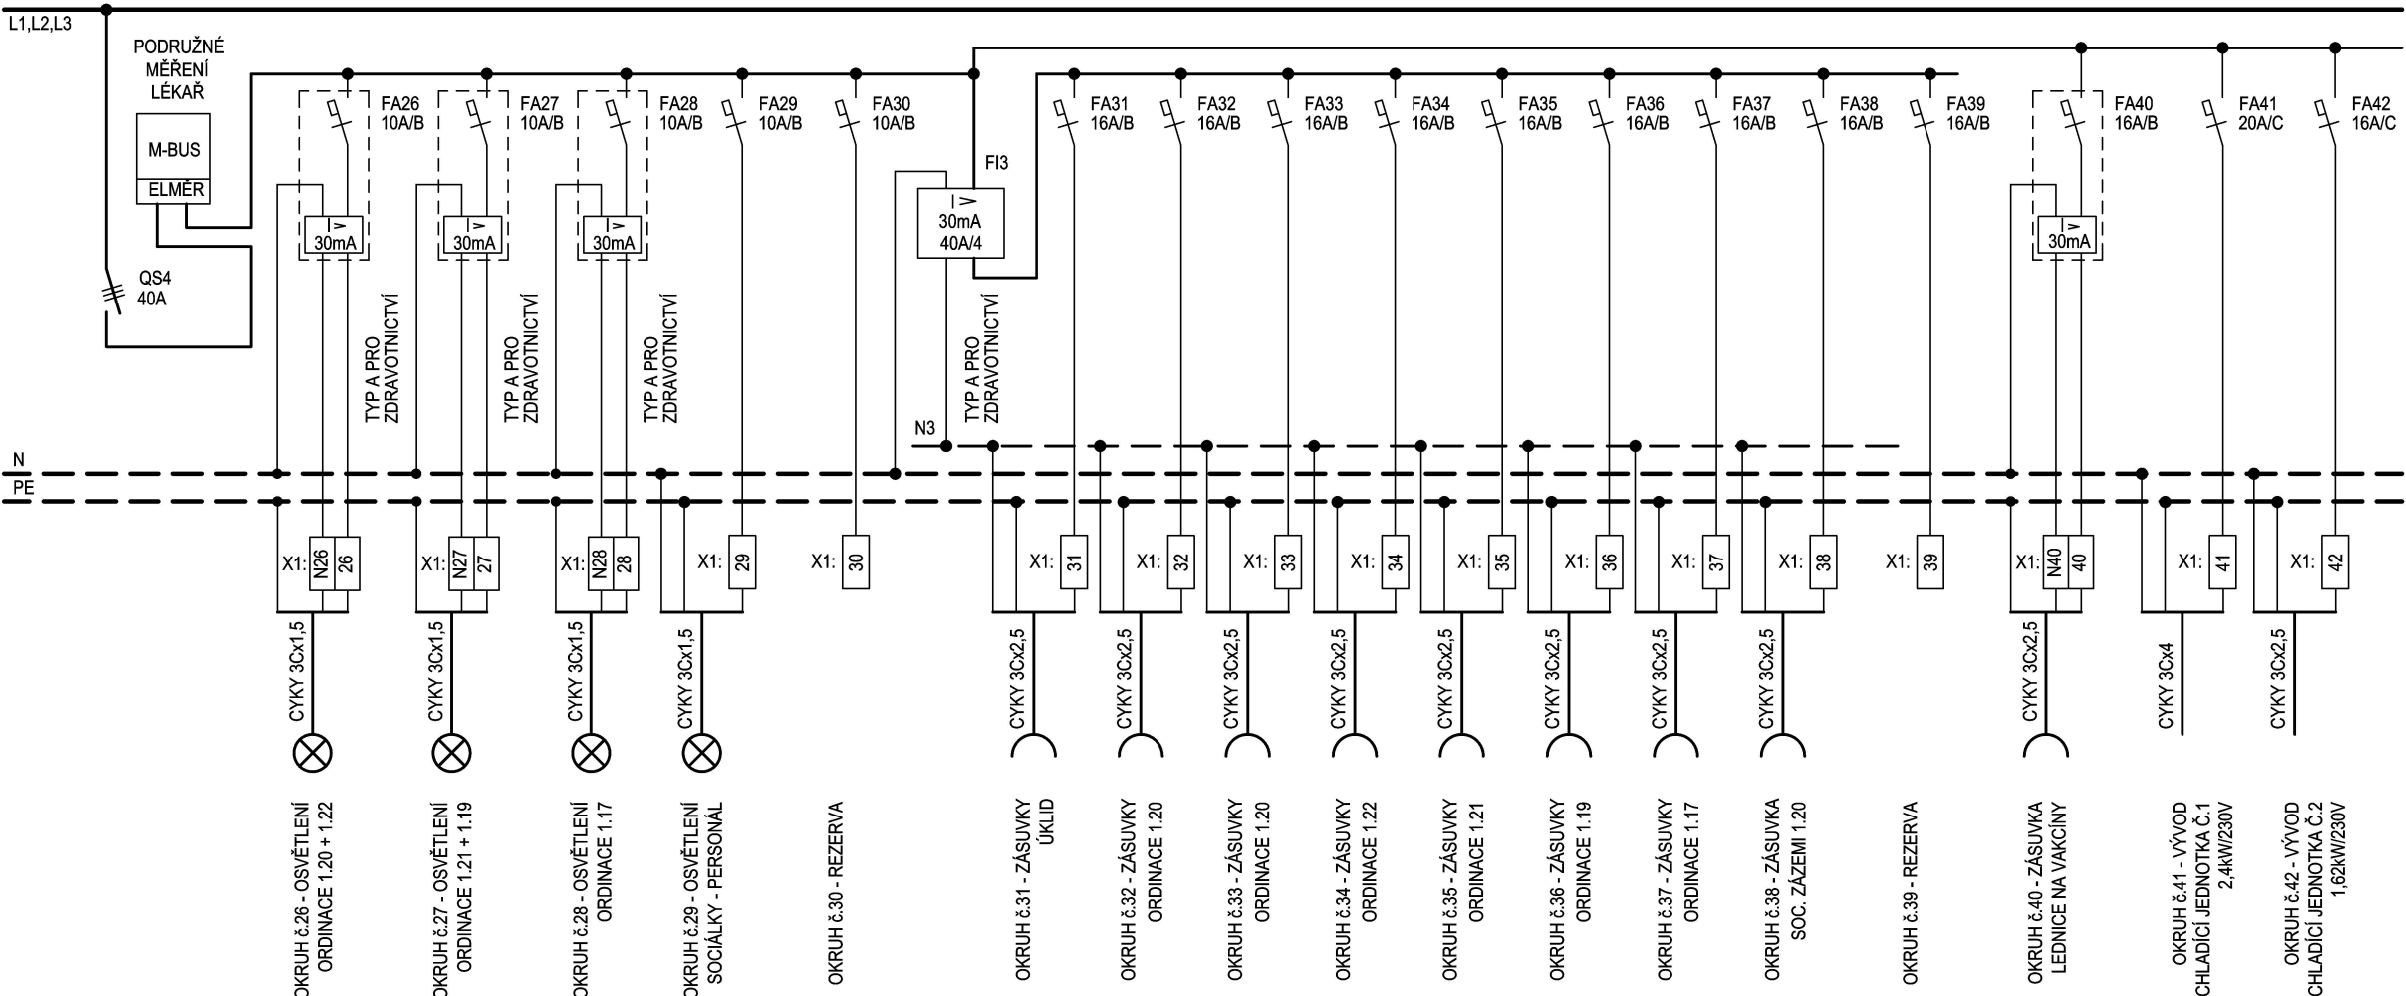 L1,L2,L3
PODRUŽNÉ
MĚŘENÍ
LÉKAŘ
M-BUS
ELMĚR
QS4
40A
FA26
10A/B
FA27
10A/B
FA28
10A/B
FA29
10A/B
FA30
10A/B
FA31
16A/B
FA32
16A/B
FA33
16A/B
FA34
16A/B
FA35
16A/B
FA36
16A/B
FA37
16A/B
FA38
16A/B
FA39
16A/B
FA40
16A/B
FA41
20A/C
FA42
16A/C
I >
30mA
I >
30mA
I >
30mA
FI3
I >
30mA
40A/4
I >
30mA
TYP A PRO
ZDRAVOTNICTVÍ
TYP A PRO
ZDRAVOTNICTVÍ
TYP A PRO
ZDRAVOTNICTVÍ
TYP A PRO
ZDRAVOTNICTVÍ
N3
N
PE
X1: N26 26
X1: N27 27
X1: N28 28
X1: 29
X1: 30
X1: 31
X1: 32
X1: 33
X1: 34
X1: 35
X1: 36
X1: 37
X1: 38
X1: 39
X1: N40 40
X1: 41
X1: 42
CYKY 3Cx1,5
CYKY 3Cx1,5
CYKY 3Cx1,5
CYKY 3Cx1,5
CYKY 3Cx2,5
CYKY 3Cx2,5
CYKY 3Cx2,5
CYKY 3Cx2,5
CYKY 3Cx2,5
CYKY 3Cx2,5
CYKY 3Cx2,5
CYKY 3Cx2,5
CYKY 3Cx2,5
CYKY 3Cx4
CYKY 3Cx2,5
OKRUH č.26 - OSVĚTLENÍ
ORDINACE 1.20 + 1.22
OKRUH č.27 - OSVĚTLENÍ
ORDINACE 1.21 + 1.19
OKRUH č.28 - OSVĚTLENÍ
ORDINACE 1.17
OKRUH č.29 - OSVĚTLENÍ
SOCIÁLKY - PERSONÁL
OKRUH č.30 - REZERVA
OKRUH č.31 - ZÁSUVKY
ÚKLID
OKRUH č.32 - ZÁSUVKY
ORDINACE 1.20
OKRUH č.33 - ZÁSUVKY
ORDINACE 1.20
OKRUH č.34 - ZÁSUVKY
ORDINACE 1.22
OKRUH č.35 - ZÁSUVKY
ORDINACE 1.21
OKRUH č.36 - ZÁSUVKY
ORDINACE 1.19
OKRUH č.37 - ZÁSUVKY
ORDINACE 1.17
OKRUH č.38 - ZÁSUVKA
SOC. ZÁZEMI 1.20
OKRUH č.39 - REZERVA
OKRUH č.40 - ZÁSUVKA
LEDNICE NA VAKCÍNY
OKRUH č.41 - VÝVOD
CHLADÍCÍ JEDNOTKA Č.1
2,4kW/230V
OKRUH č.42 - VÝVOD
CHLADÍCÍ JEDNOTKA Č.2
1,62kW/230V